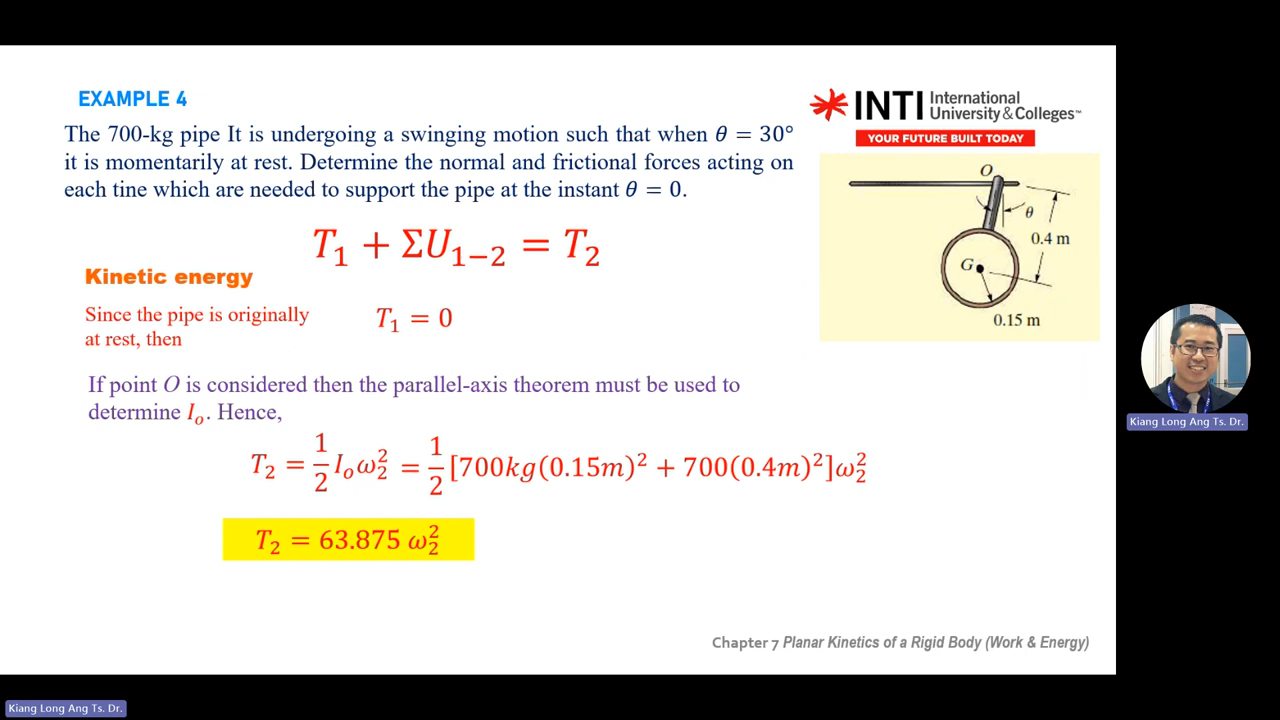 EXAMPLE 4
The 700-kg pipe It is undergoing a swinging motion such that when θ = 30°
it is momentarily at rest. Determine the normal and frictional forces acting on
each tine which are needed to support the pipe at the instant θ = 0.
INTI International
University & Colleges™
YOUR FUTURE BUILT TODAY
O
θ
0.4 m
G
0.15 m
T₁ + ΣU₁₋₂ = T₂
Kinetic energy
Since the pipe is originally
at rest, then
T₁ = 0
If point O is considered then the parallel-axis theorem must be used to
determine Iₒ. Hence,
T₂ = 1/2 Iₒω₂² = 1/2 [700kg(0.15m)² + 700(0.4m)²]ω₂²
T₂ = 63.875 ω₂²
Chapter 7 Planar Kinetics of a Rigid Body (Work & Energy)
Kiang Long Ang Ts. Dr.
Kiang Long Ang Ts. Dr.